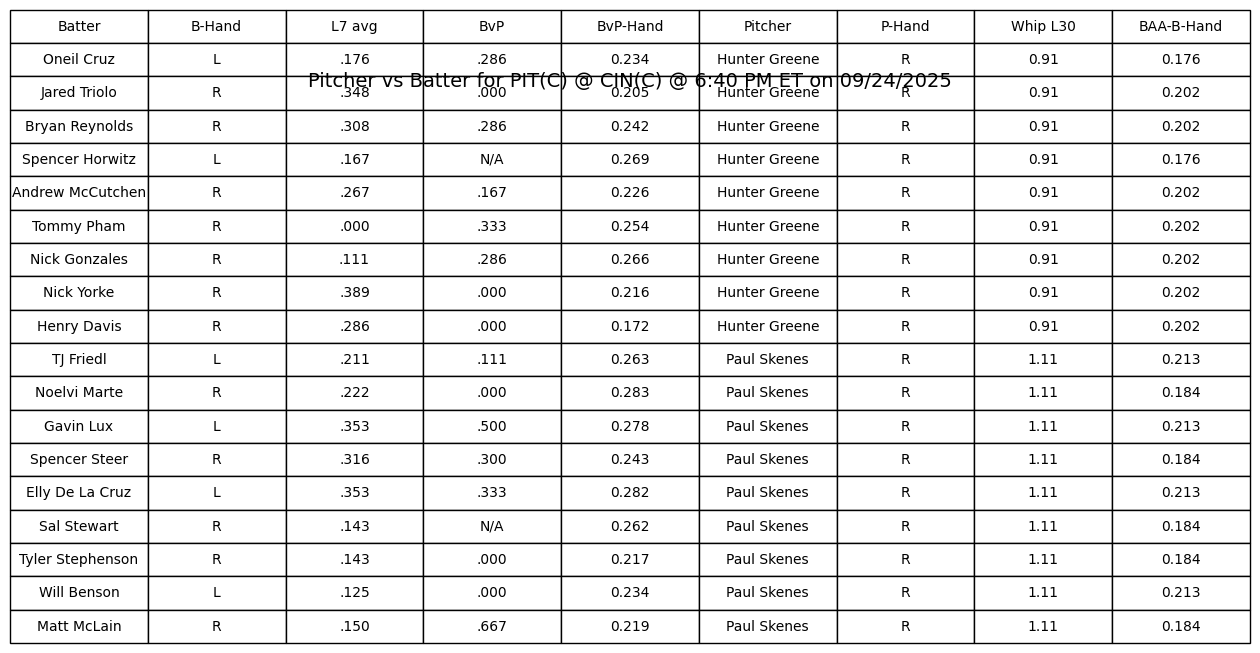 Batter B-Hand L7 avg BvP BvP-Hand Pitcher P-Hand Whip L30 BAA-B-Hand
Oneil Cruz L .176 .286 0.234 Hunter Greene R 0.91 0.176
Pitcher vs Batter for PIT(C) @ CIN(C) @ 6:40 PM ET on 09/24/2025
Jared Triolo R .348 .000 0.205 Hunter Greene R 0.91 0.202
Bryan Reynolds R .308 .286 0.242 Hunter Greene R 0.91 0.202
Spencer Horwitz L .167 N/A 0.269 Hunter Greene R 0.91 0.176
Andrew McCutchen R .267 .167 0.226 Hunter Greene R 0.91 0.202
Tommy Pham R .000 .333 0.254 Hunter Greene R 0.91 0.202
Nick Gonzales R .111 .286 0.266 Hunter Greene R 0.91 0.202
Nick Yorke R .389 .000 0.216 Hunter Greene R 0.91 0.202
Henry Davis R .286 .000 0.172 Hunter Greene R 0.91 0.202
TJ Friedl L .211 .111 0.263 Paul Skenes R 1.11 0.213
Noelvi Marte R .222 .000 0.283 Paul Skenes R 1.11 0.184
Gavin Lux L .353 .500 0.278 Paul Skenes R 1.11 0.213
Spencer Steer R .316 .300 0.243 Paul Skenes R 1.11 0.184
Elly De La Cruz L .353 .333 0.282 Paul Skenes R 1.11 0.213
Sal Stewart R .143 N/A 0.262 Paul Skenes R 1.11 0.184
Tyler Stephenson R .143 .000 0.217 Paul Skenes R 1.11 0.184
Will Benson L .125 .000 0.234 Paul Skenes R 1.11 0.213
Matt McLain R .150 .667 0.219 Paul Skenes R 1.11 0.184